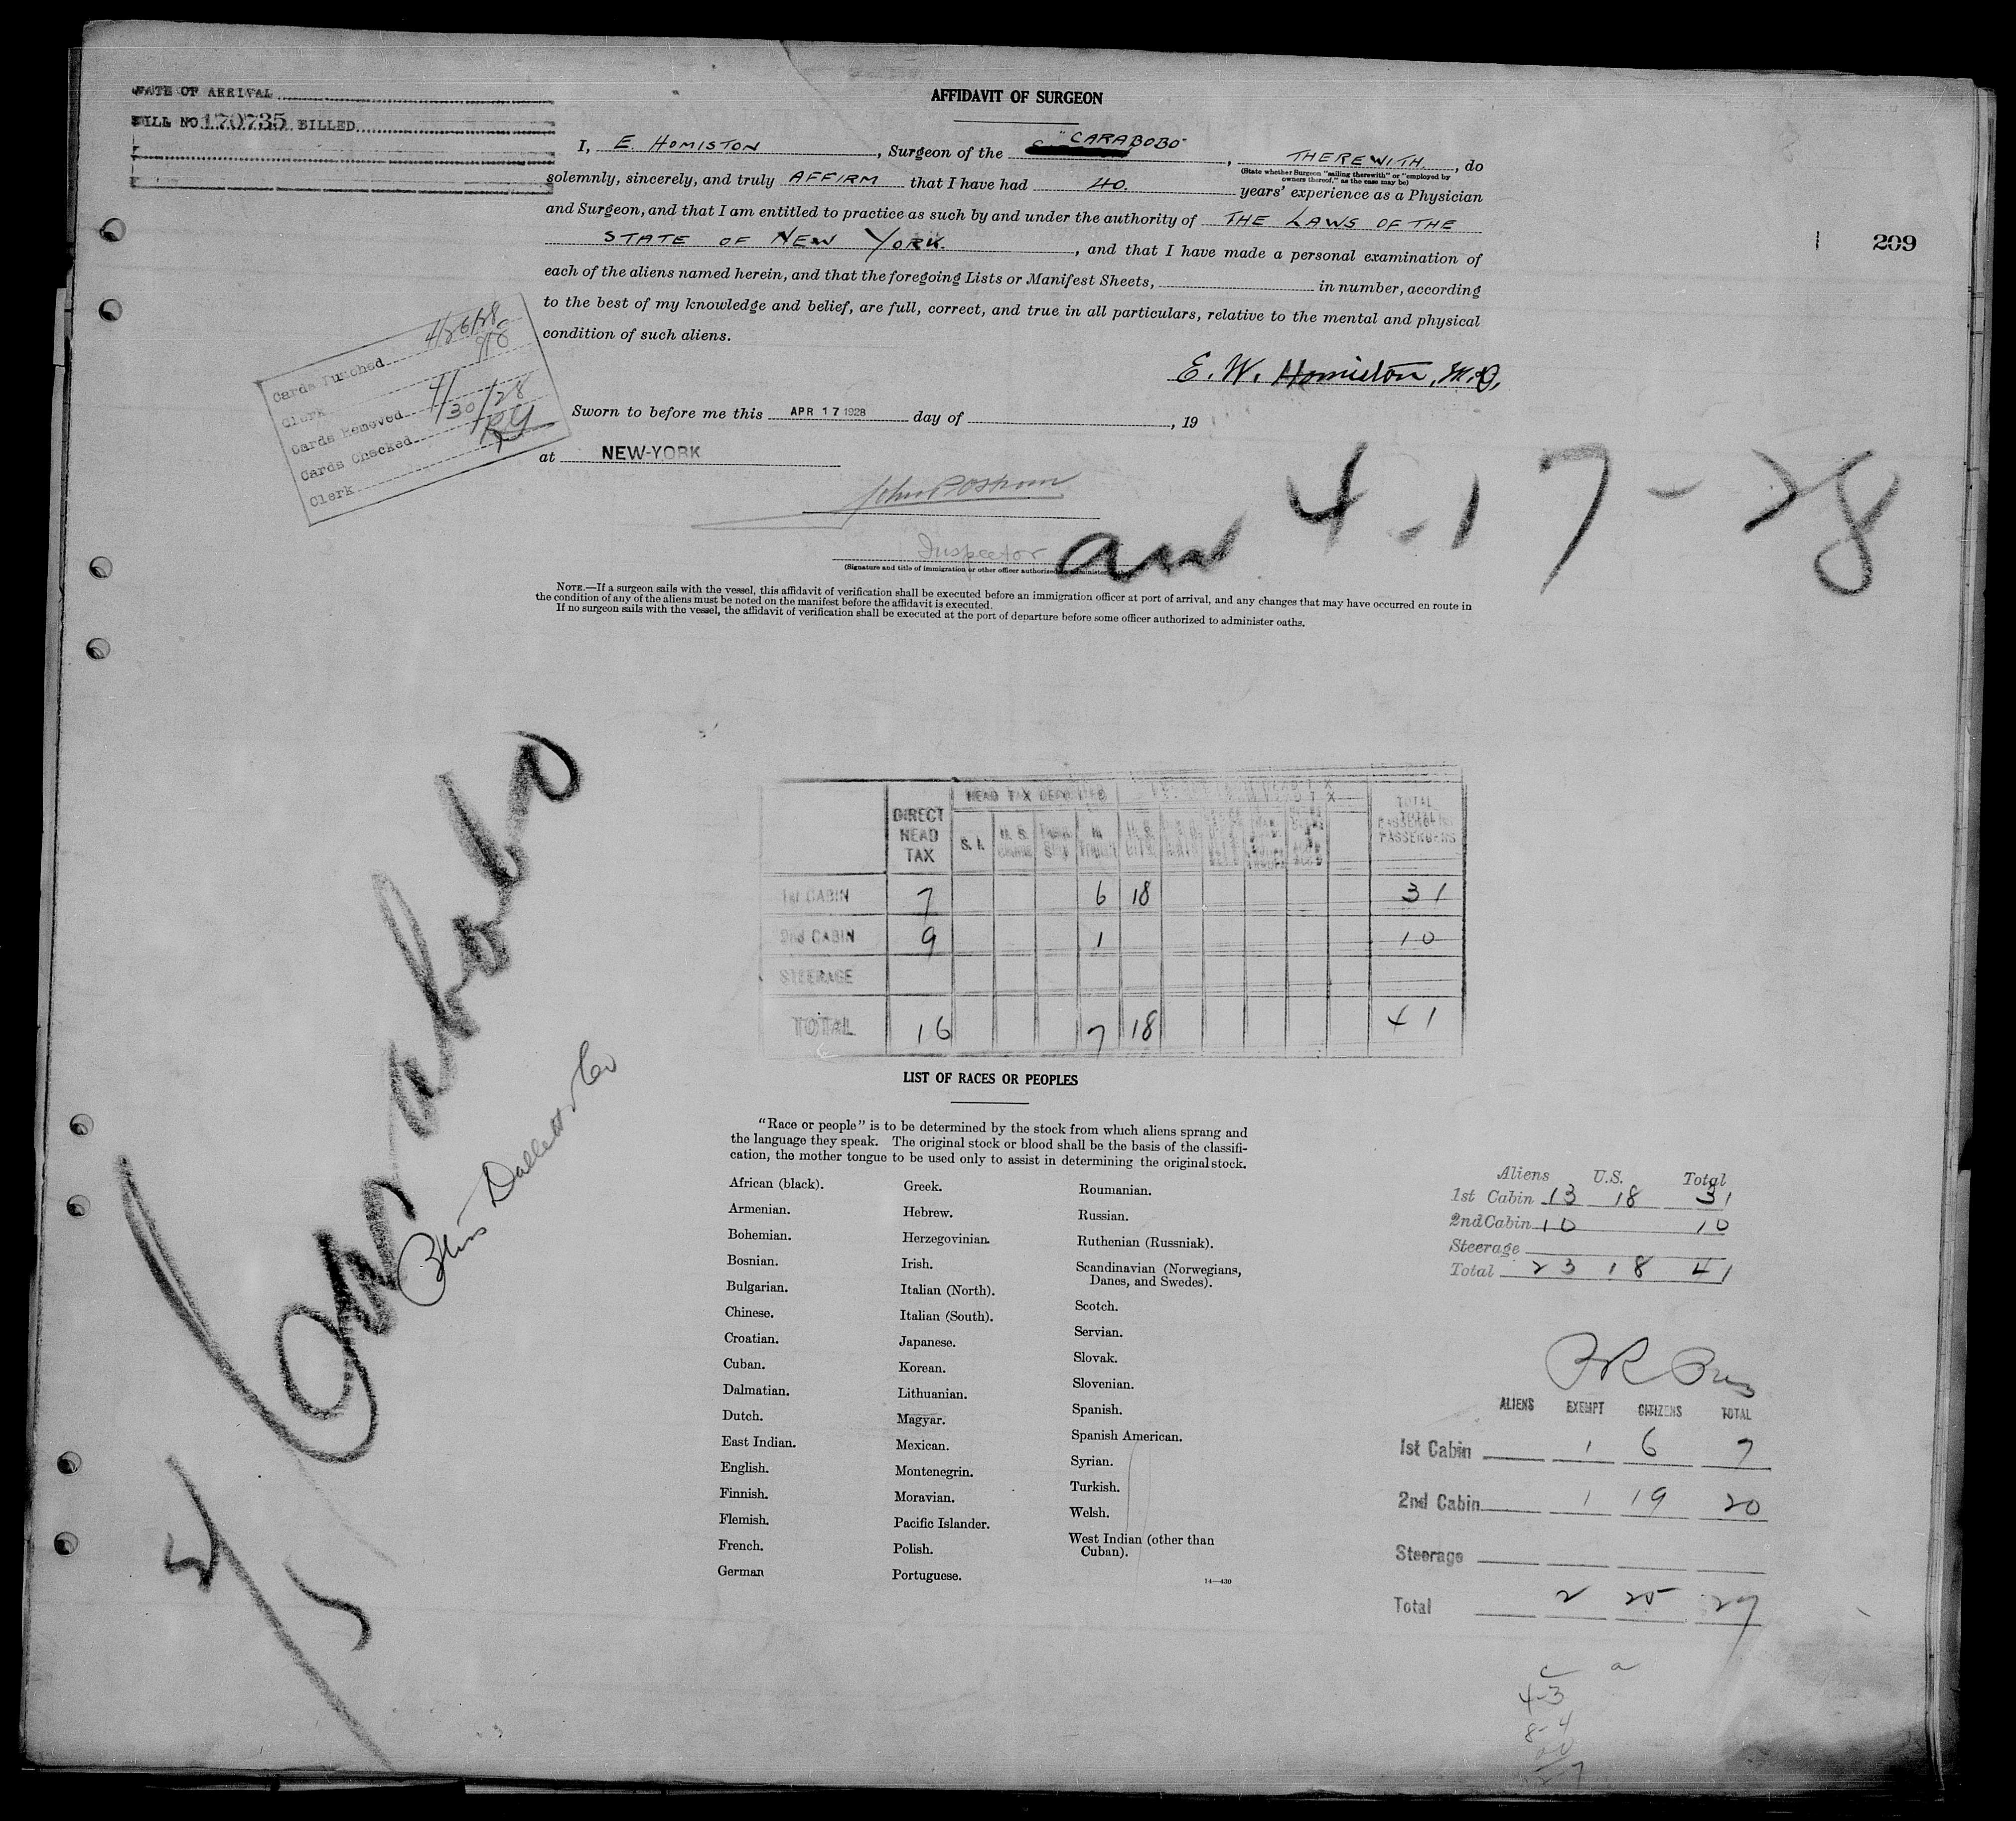 DATE OF ARRIVAL
BILL NO 170735 BILLED
AFFIDAVIT OF SURGEON
I, E. HOMISTON, Surgeon of the "CARABOBO", THEREWITH., do
(State whether Surgeon "sailing therewith" or "employed by
owners thereof," as the case may be)
solemnly, sincerely, and truly AFFIRM that I have had 40. years' experience as a Physician
and Surgeon, and that I am entitled to practice as such by and under the authority of THE LAWS OF THE
STATE OF NEW YORK., and that I have made a personal examination of
each of the aliens named herein, and that the foregoing Lists or Manifest Sheets, in number, according
to the best of my knowledge and belief, are full, correct, and true in all particulars, relative to the mental and physical
condition of such aliens.
209
E. W. Homiston, M.D.
Cards Punched 4/26/28
Clerk
Cards Removed 4/
Cards Checked 30/28
Clerk RY
Sworn to before me this APR 17 1928 day of , 19
at NEW-YORK
Inspector
(Signature and title of immigration or other officer authorized to administer
4-17-28
NOTE.—If a surgeon sails with the vessel, this affidavit of verification shall be executed before an immigration officer at port of arrival, and any changes that may have occurred en route in
the condition of any of the aliens must be noted on the manifest before the affidavit is executed.
If no surgeon sails with the vessel, the affidavit of verification shall be executed at the port of departure before some officer authorized to administer oaths.
Carabobo
Bliss Dallett & Co
DIRECT HEAD TAX HEAD TAX DEPOSITED S. I. U. S. TOTAL PASSENGERS
1st CABIN 7 6 18 31
2nd CABIN 9 1 10
STEERAGE
TOTAL 16 7 18 41
LIST OF RACES OR PEOPLES
"Race or people" is to be determined by the stock from which aliens sprang and
the language they speak. The original stock or blood shall be the basis of the classifi-
cation, the mother tongue to be used only to assist in determining the original stock.
African (black).
Armenian.
Bohemian.
Bosnian.
Bulgarian.
Chinese.
Croatian.
Cuban.
Dalmatian.
Dutch.
East Indian.
English.
Finnish.
Flemish.
French.
German
Greek.
Hebrew.
Herzegovinian.
Irish.
Italian (North).
Italian (South).
Japanese.
Korean.
Lithuanian.
Magyar.
Mexican.
Montenegrin.
Moravian.
Pacific Islander.
Polish.
Portuguese.
Roumanian.
Russian.
Ruthenian (Russniak).
Scandinavian (Norwegians,
Danes, and Swedes).
Scotch.
Servian.
Slovak.
Slovenian.
Spanish.
Spanish American.
Syrian.
Turkish.
Welsh.
West Indian (other than
Cuban).
14—430
Aliens U.S. Total
1st Cabin 13 18 31
2nd Cabin 10 10
Steerage
Total 23 18 41
ALIENS EXEMPT CITIZENS TOTAL
1st Cabin 1 6 7
2nd Cabin 1 19 20
Steerage
Total 2 25 27
c a
4-3
8-4